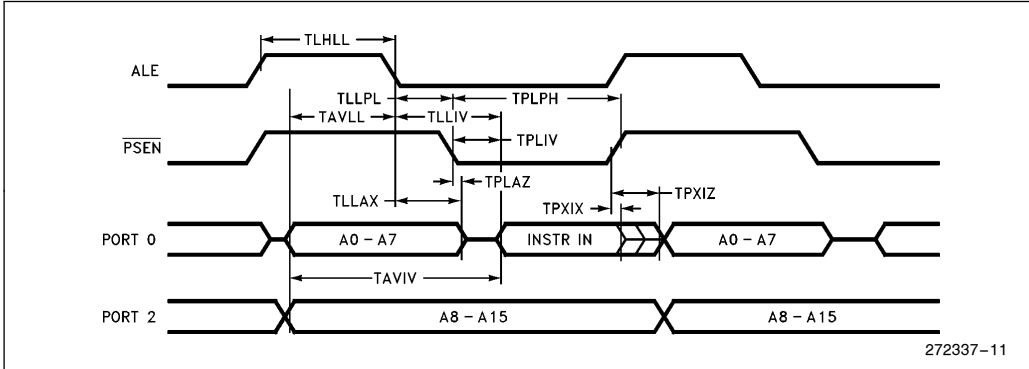 TLHLL
ALE
TLLPL
TPLPH
TAVLL
TLLIV
PSEN
TPLIV
TPLAZ
TLLAX
TPXIZ
TPXIX
PORT 0
A0 – A7
INSTR IN
A0 – A7
TAVIV
PORT 2
A8 – A15
A8 – A15
272337–11